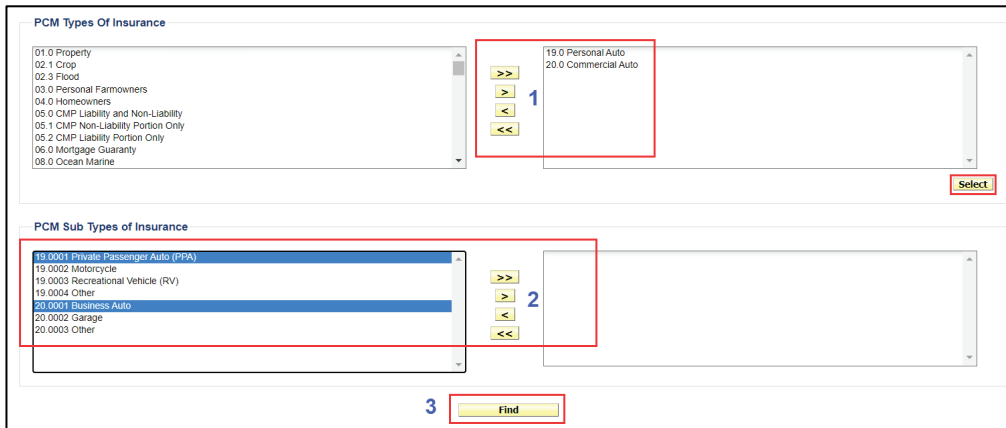 PCM Types Of Insurance
01.0 Property
02.1 Crop
02.3 Flood
03.0 Personal Farmowners
04.0 Homeowners
05.0 CMP Liability and Non-Liability
05.1 CMP Non-Liability Portion Only
05.2 CMP Liability Portion Only
06.0 Mortgage Guaranty
08.0 Ocean Marine
>>
>
<
<<
1
19.0 Personal Auto
20.0 Commercial Auto
Select
PCM Sub Types of Insurance
19.0001 Private Passenger Auto (PPA)
19.0002 Motorcycle
19.0003 Recreational Vehicle (RV)
19.0004 Other
20.0001 Business Auto
20.0002 Garage
20.0003 Other
>>
>
<
<<
2
3
Find